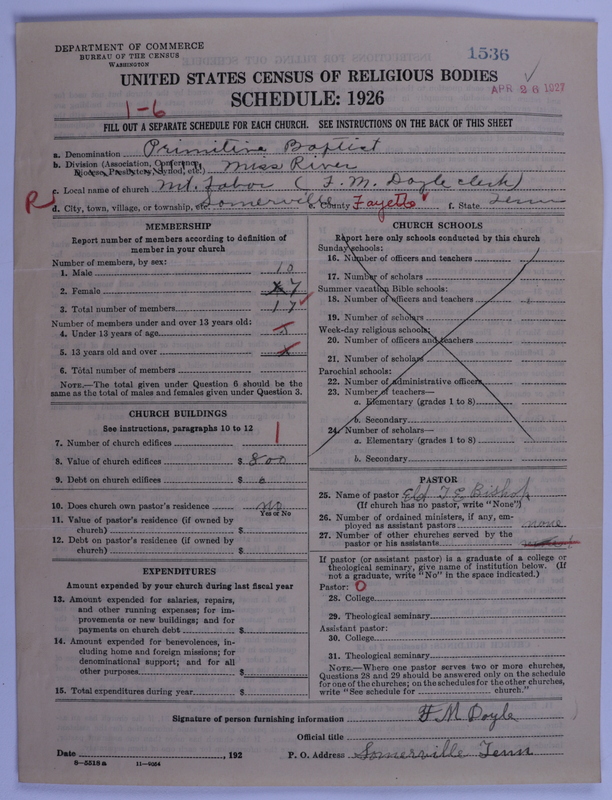 DEPARTMENT OF COMMERCE
BUREAU OF THE CENSUS
WASHINGTON
1536
UNITED STATES CENSUS OF RELIGIOUS BODIES
APR 26 1927
SCHEDULE: 1926
1-6
FILL OUT A SEPARATE SCHEDULE FOR EACH CHURCH. SEE INSTRUCTIONS ON THE BACK OF THIS SHEET
a. Denomination Primitive Baptist
b. Division (Association, Conference, Diocese, Presbytery, Synod, etc.) Miss River
c. Local name of church Mt. Tabor (F. M. Doyle clerk)
R
d. City, town, village, or township, etc. Somerville e. County Fayette f. State Tenn
MEMBERSHIP
Report number of members according to definition of
member in your church
Number of members, by sex:
1. Male 10
2. Female 7
3. Total number of members 17
Number of members under and over 13 years old:
4. Under 13 years of age
5. 13 years old and over
6. Total number of members
NOTE.—The total given under Question 6 should be the
same as the total of males and females given under Question 3.
CHURCH BUILDINGS
See instructions, paragraphs 10 to 12
7. Number of church edifices 1
8. Value of church edifices $ 800
9. Debt on church edifices $ 0
10. Does church own pastor's residence no
Yes or No
11. Value of pastor's residence (if owned by
church) $
12. Debt on pastor's residence (if owned by
church) $
EXPENDITURES
Amount expended by your church during last fiscal year
13. Amount expended for salaries, repairs,
and other running expenses; for im-
provements or new buildings; and for
payments on church debt $
14. Amount expended for benevolences, in-
cluding home and foreign missions; for
denominational support; and for all
other purposes $
15. Total expenditures during year $
CHURCH SCHOOLS
Report here only schools conducted by this church
Sunday schools:
16. Number of officers and teachers
17. Number of scholars
Summer vacation Bible schools:
18. Number of officers and teachers
19. Number of scholars
Week-day religious schools:
20. Number of officers and teachers
21. Number of scholars
Parochial schools:
22. Number of administrative officers
23. Number of teachers—
a. Elementary (grades 1 to 8)
b. Secondary
24. Number of scholars—
a. Elementary (grades 1 to 8)
b. Secondary
PASTOR
25. Name of pastor Eld T E Bishop
(If church has no pastor, write "None")
26. Number of ordained ministers, if any, em-
ployed as assistant pastors none
27. Number of other churches served by the
pastor or his assistants
If pastor (or assistant pastor) is a graduate of a college or
theological seminary, give name of institution below. (If
not a graduate, write "No" in the space indicated.)
Pastor: 0
28. College
29. Theological seminary
Assistant pastor:
30. College
31. Theological seminary
NOTE.—Where one pastor serves two or more churches,
Questions 28 and 29 should be answered only on the schedule
for one of the churches; on the schedules for the other churches,
write "See schedule for church."
Signature of person furnishing information F M Doyle
Official title
Date , 192 P. O. Address Somerville Tenn
8—5518a 11—9054